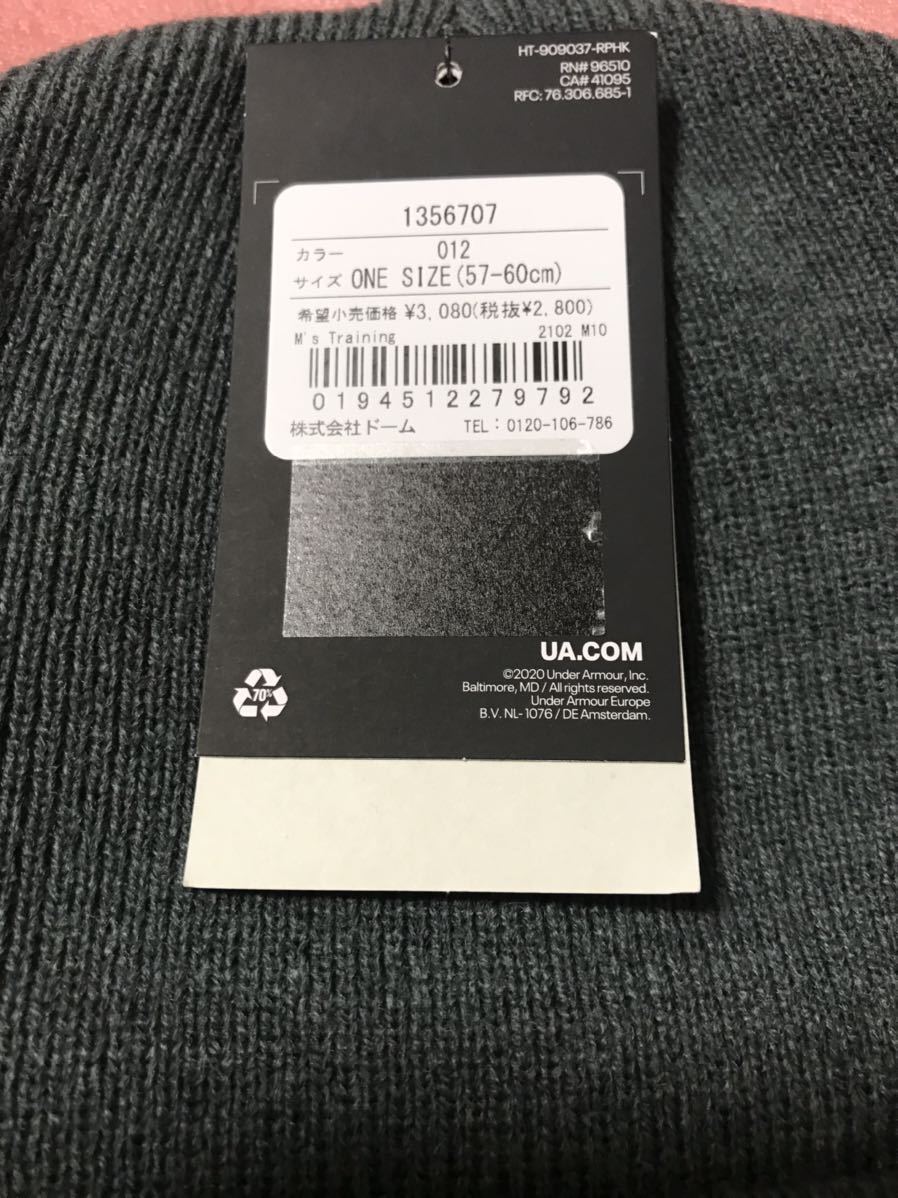 HT-909037-RPHK
RN# 96510
CA# 41095
RFC: 76.306.685-1
1356707
カラー 012
サイズ ONE SIZE(57-60cm)
希望小売価格 ¥3,080(税抜¥2,800)
M's Training 2102 M10
0194512279792
株式会社ドーム TEL：0120-106-786
UA.COM
©2020 Under Armour, Inc.
Baltimore, MD / All rights reserved.
Under Armour Europe
B.V. NL-1076 / DE Amsterdam.
70%